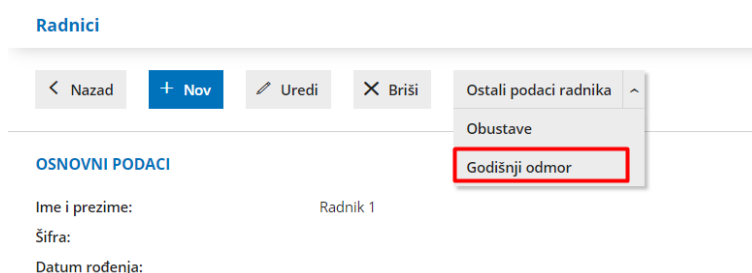 Radnici
Nazad + Nov Uredi Briši Ostali podaci radnika
Obustave
Godišnji odmor
OSNOVNI PODACI
Ime i prezime: Radnik 1
Šifra:
Datum rođenja: